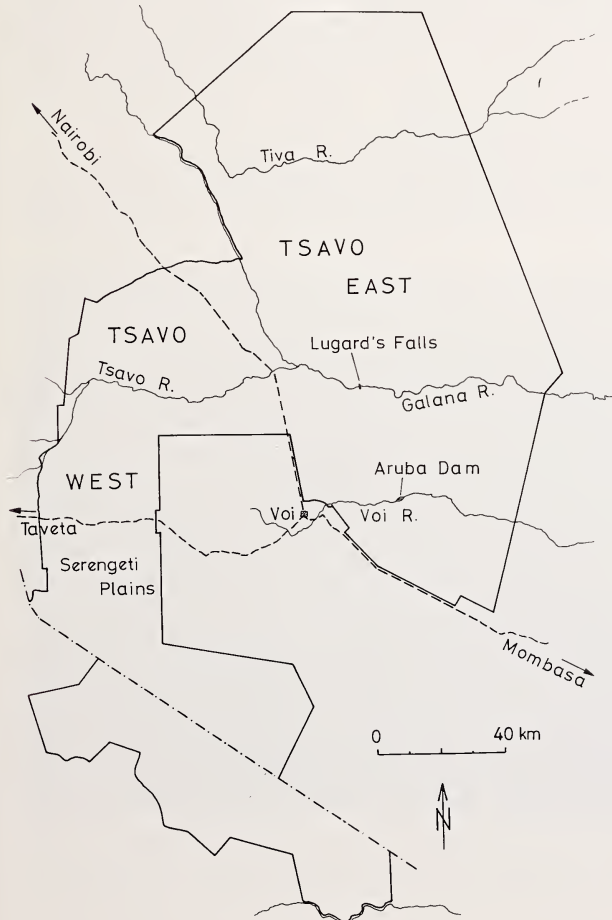 Nairobi
Tiva R.
TSAVO
EAST
TSAVO
Lugard's Falls
Tsavo R.
Galana R.
WEST
Aruba Dam
Voi
Voi R.
Taveta
Serengeti
Plains
Mombasa
0 40 km
N